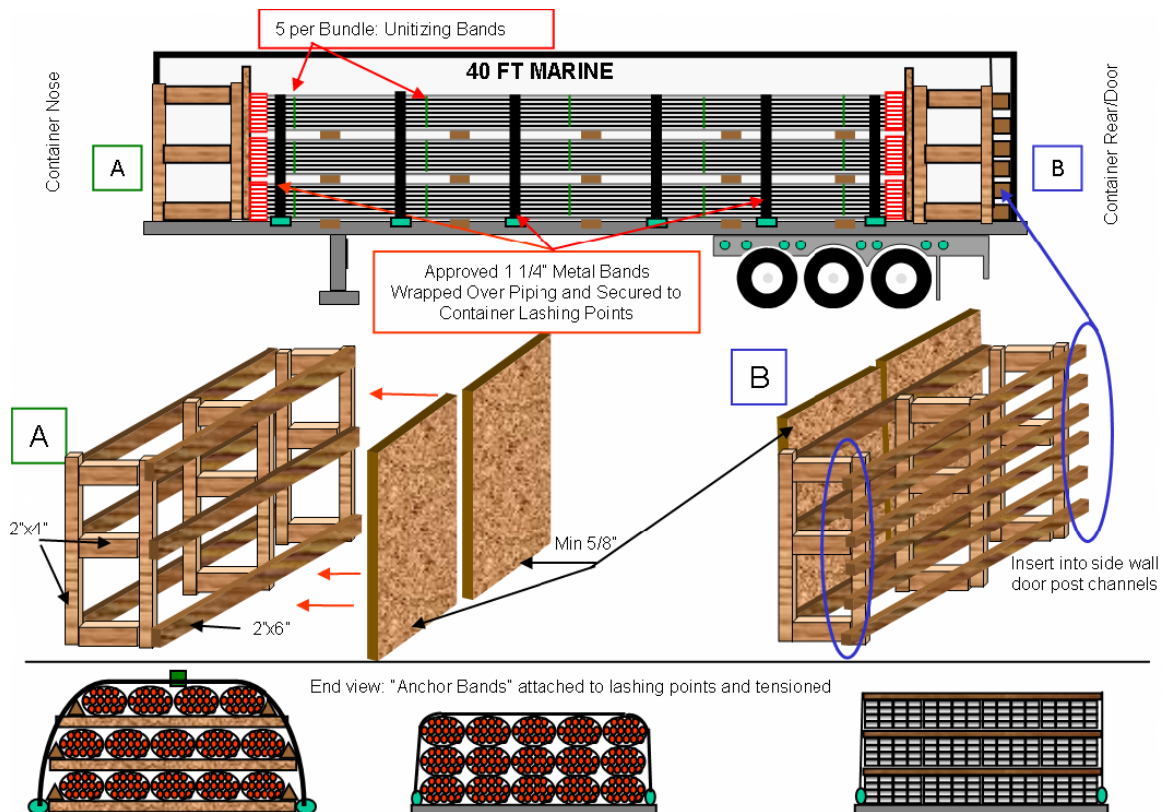 5 per Bundle: Unitizing Bands
40 FT MARINE
Container Nose
A
B
Container Rear/Door
Approved 1 1/4" Metal Bands
Wrapped Over Piping and Secured to
Container Lashing Points
A
B
2"x4"
Min 5/8"
2"x6"
Insert into side wall
door post channels
End view: "Anchor Bands" attached to lashing points and tensioned